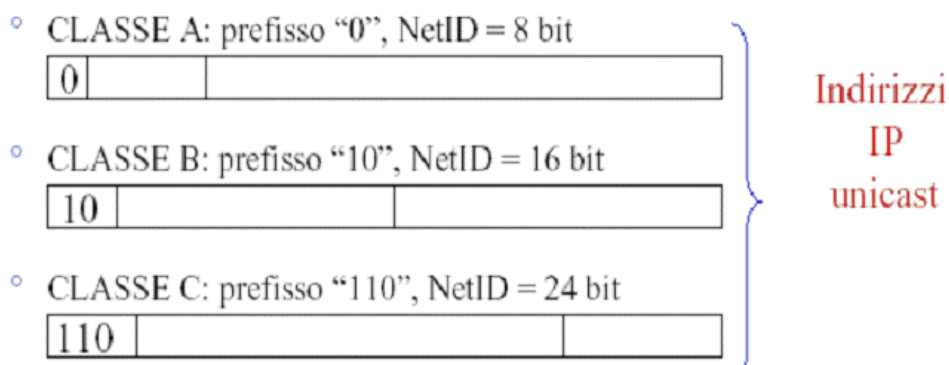 CLASSE A: prefisso “0”, NetID = 8 bit
0
CLASSE B: prefisso “10”, NetID = 16 bit
10
CLASSE C: prefisso “110”, NetID = 24 bit
110
Indirizzi
IP
unicast